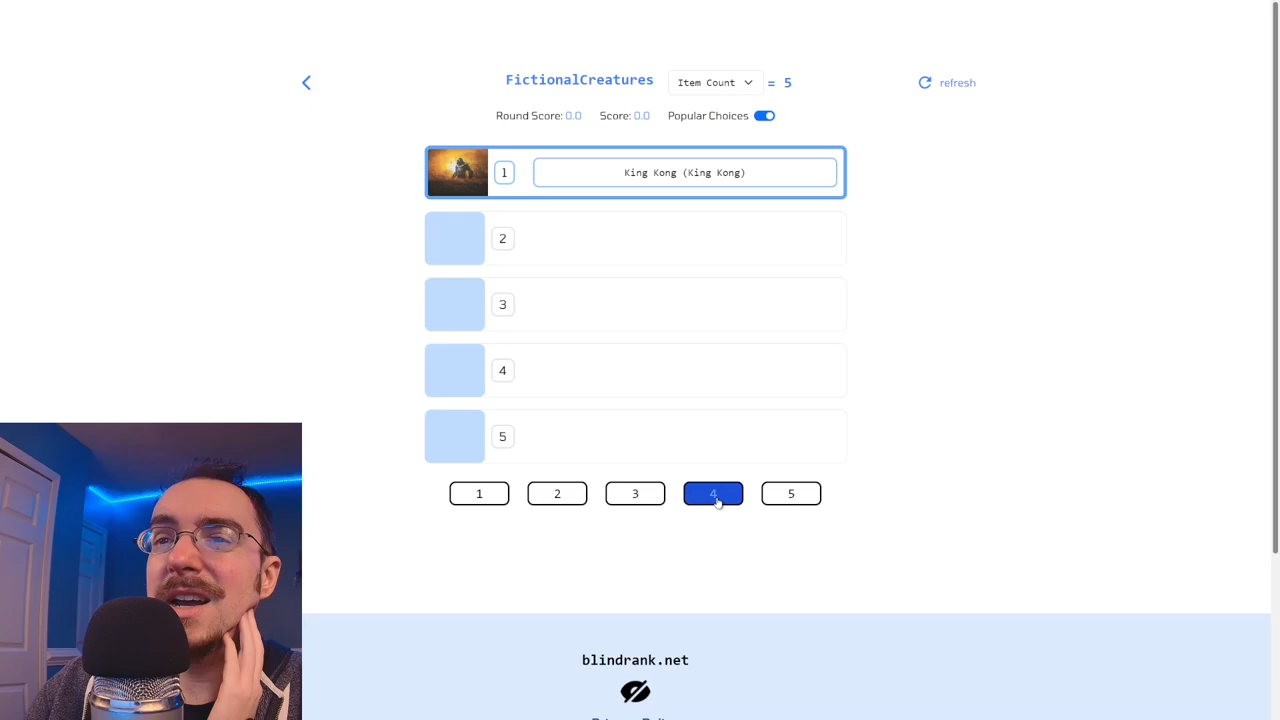 FictionalCreatures Item Count = 5 refresh
Round Score: 0.0 Score: 0.0 Popular Choices
1 King Kong (King Kong)
2
3
4
5
1 2 3 4 5
blindrank.net